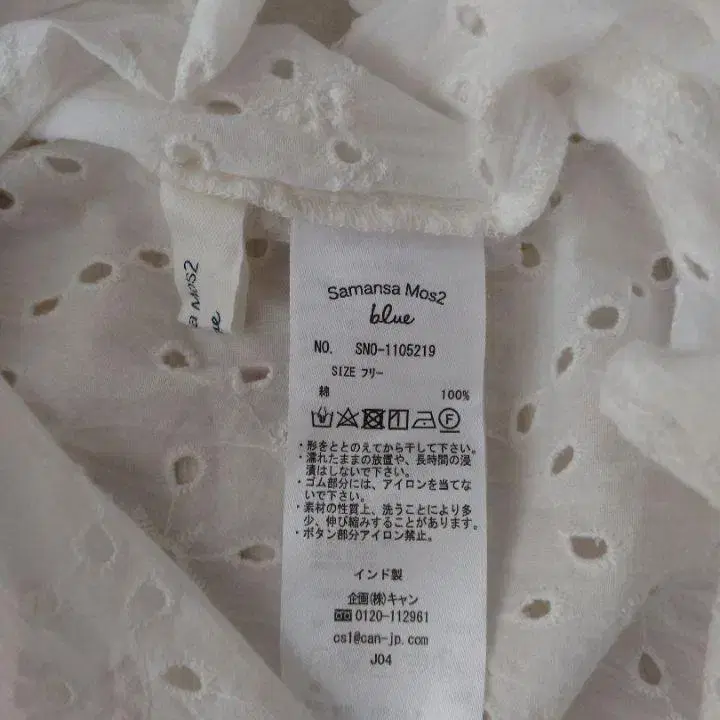 a Mos2
ue
Samansa Mos2
blue
NO. SNO-1105219
SIZE フリー
綿 100%
F
・形をととのえてから干して下さい。
・濡れたままの放置や、長時間の浸
漬はしないで下さい。
・ゴム部分には、アイロンを当てな
いで下さい。
・素材の性質上、洗うことにより多
少、伸び縮みすることがあります。
・ボタン部分アイロン禁止。
インド製
企画(株)キャン
0120-112961
cs1@can-jp.com
J04